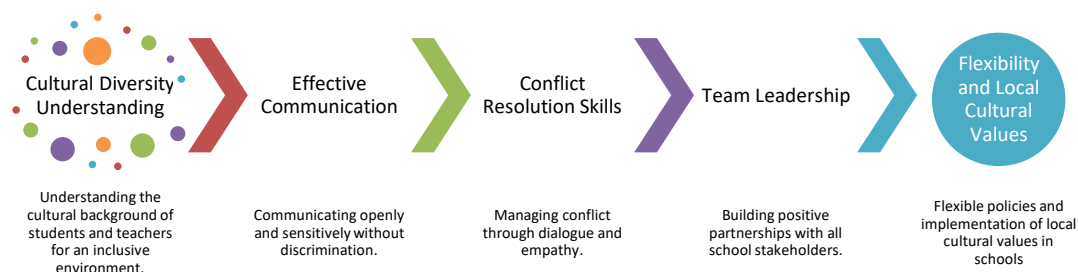 Cultural Diversity
Understanding
Effective
Communication
Conflict
Resolution Skills
Team Leadership
Flexibility
and Local
Cultural
Values
Understanding the
cultural background of
students and teachers
for an inclusive
environment.
Communicating openly
and sensitively without
discrimination.
Managing conflict
through dialogue and
empathy.
Building positive
partnerships with all
school stakeholders.
Flexible policies and
implementation of local
cultural values in
schools